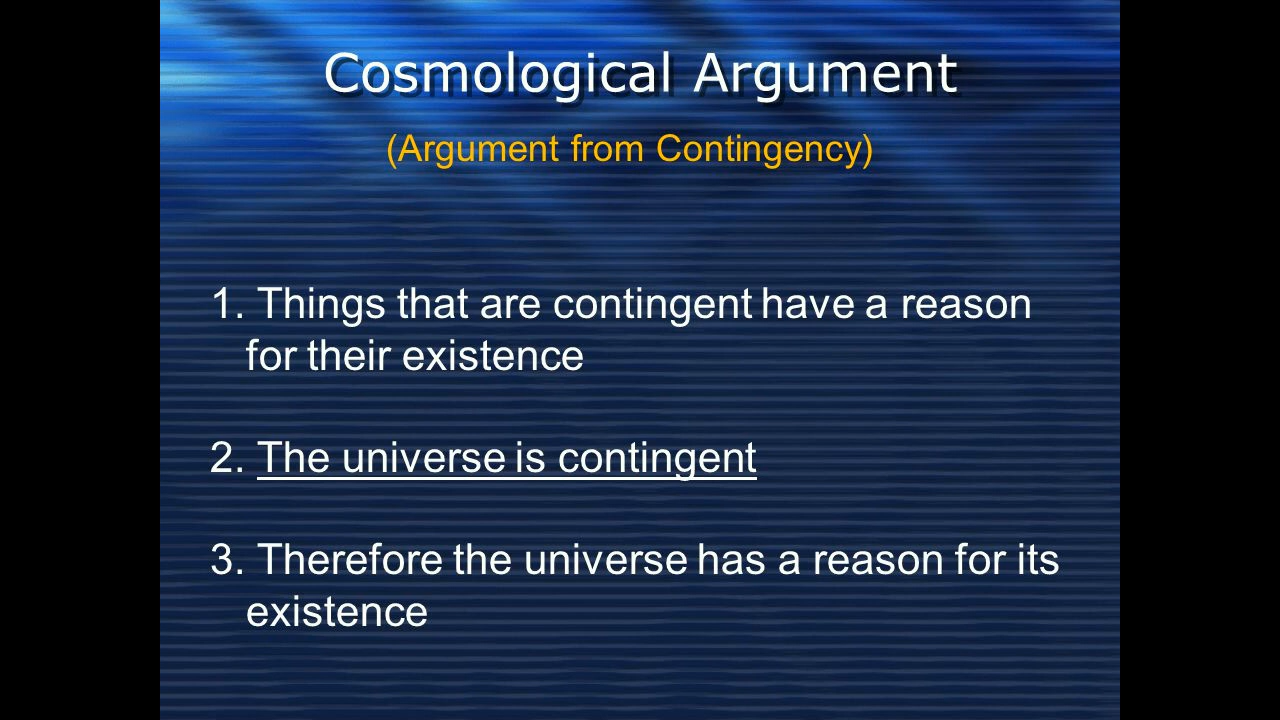 Cosmological Argument
(Argument from Contingency)
1. Things that are contingent have a reason
for their existence
2. The universe is contingent
3. Therefore the universe has a reason for its
existence